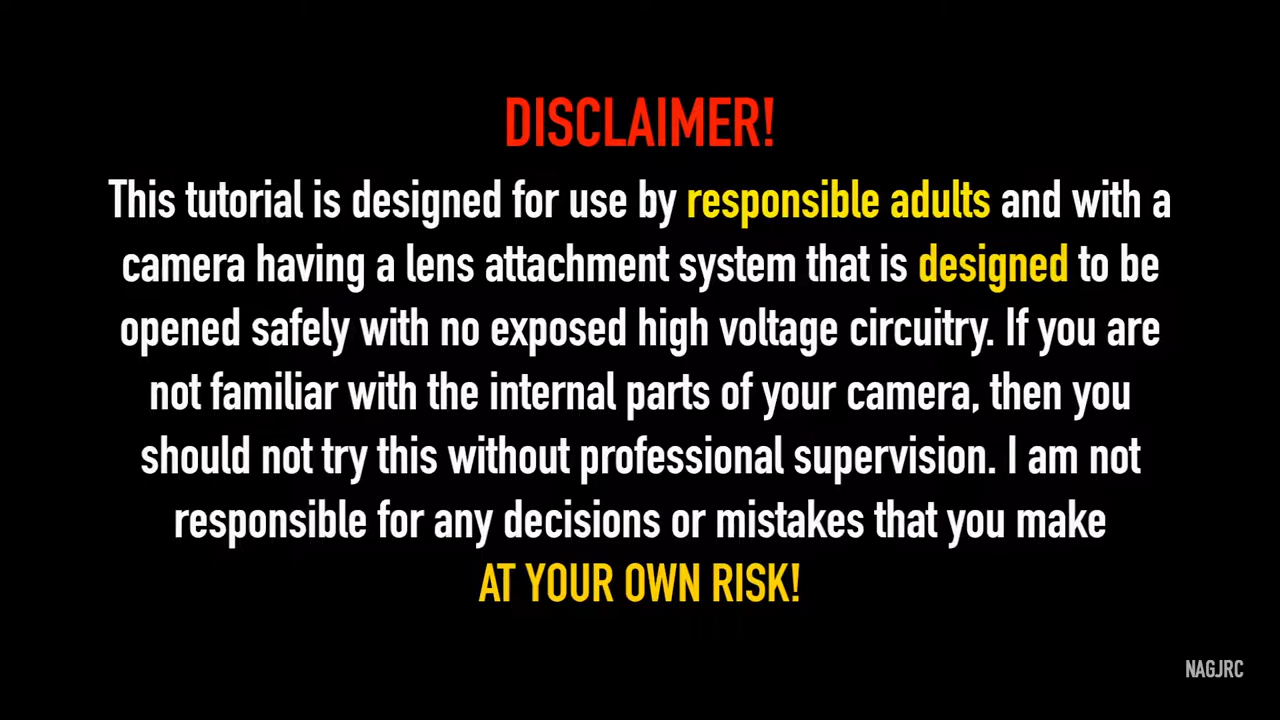 DISCLAIMER!
This tutorial is designed for use by responsible adults and with a
camera having a lens attachment system that is designed to be
opened safely with no exposed high voltage circuitry. If you are
not familiar with the internal parts of your camera, then you
should not try this without professional supervision. I am not
responsible for any decisions or mistakes that you make
AT YOUR OWN RISK!
NAGJRC